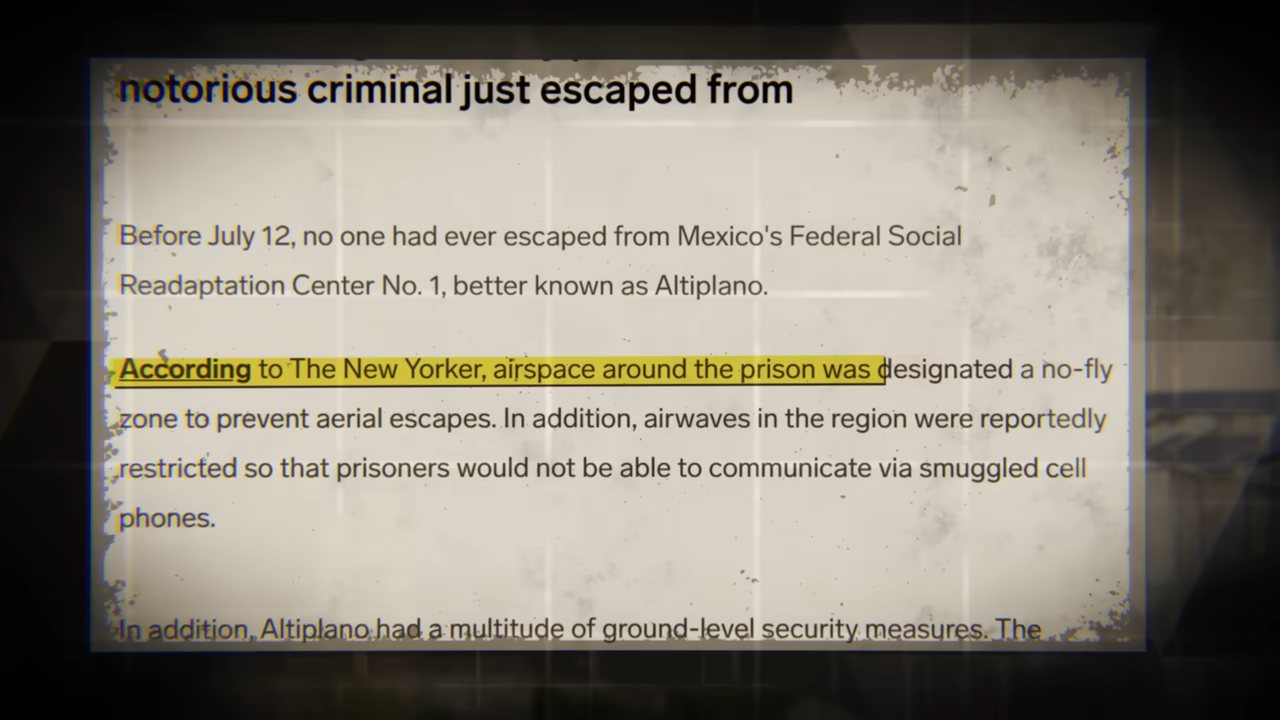 notorious criminal just escaped from
Before July 12, no one had ever escaped from Mexico's Federal Social
Readaptation Center No. 1, better known as Altiplano.
According to The New Yorker, airspace around the prison was designated a no-fly
zone to prevent aerial escapes. In addition, airwaves in the region were reportedly
restricted so that prisoners would not be able to communicate via smuggled cell
phones.
In addition, Altiplano had a multitude of ground-level security measures. The